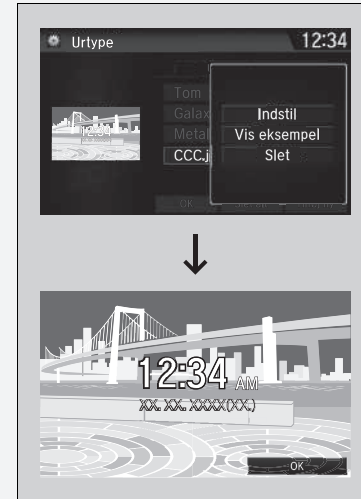 Urtype
12:34
Tom
Galax
Metal
CCC.j
12:34
Indstil
Vis eksempel
Slet
OK
12:34 AM
XX. XX. XXXX(XX.)
OK